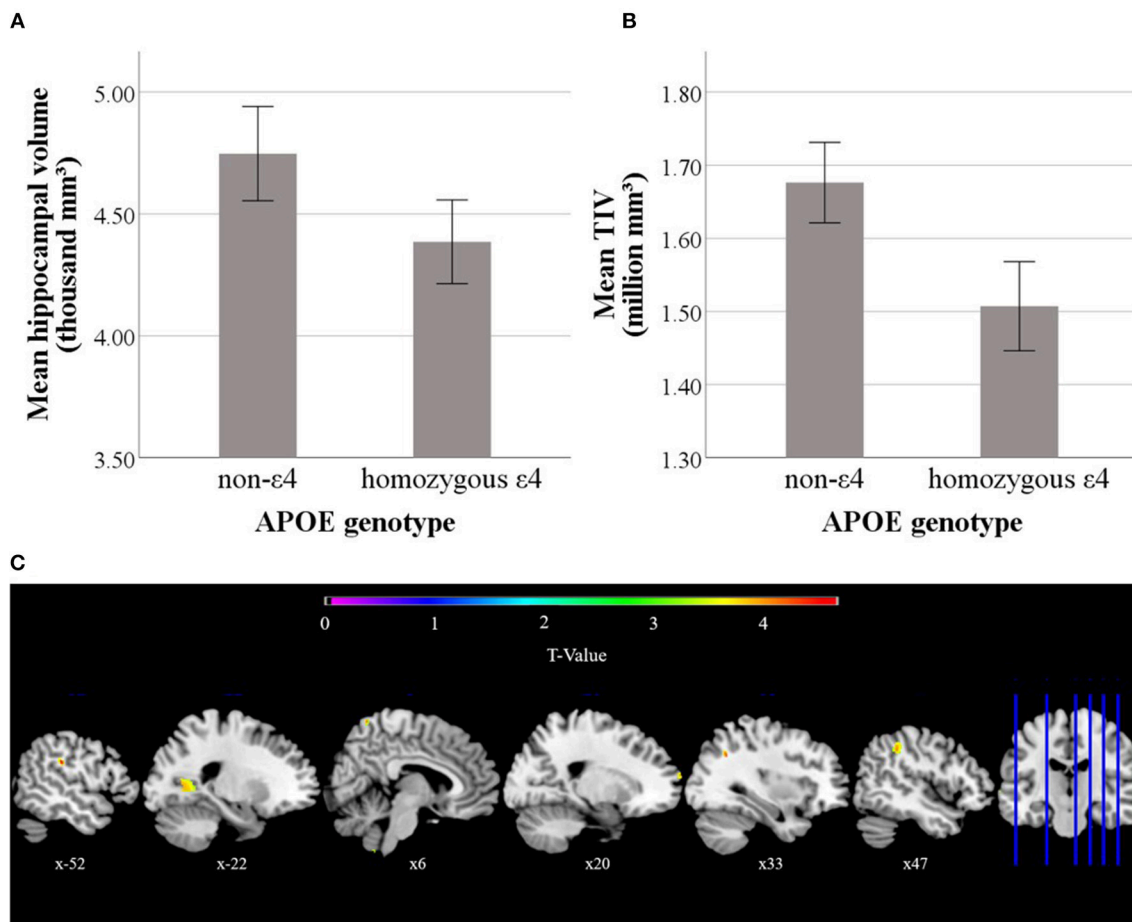 A
Mean hippocampal volume
(thousand mm³)
5.00
4.50
4.00
3.50
non-ε4 homozygous ε4
APOE genotype
B
Mean TIV
(million mm³)
1.80
1.70
1.60
1.50
1.40
1.30
non-ε4 homozygous ε4
APOE genotype
C
0 1 2 3 4
T-Value
x-52 x-22 x6 x20 x33 x47